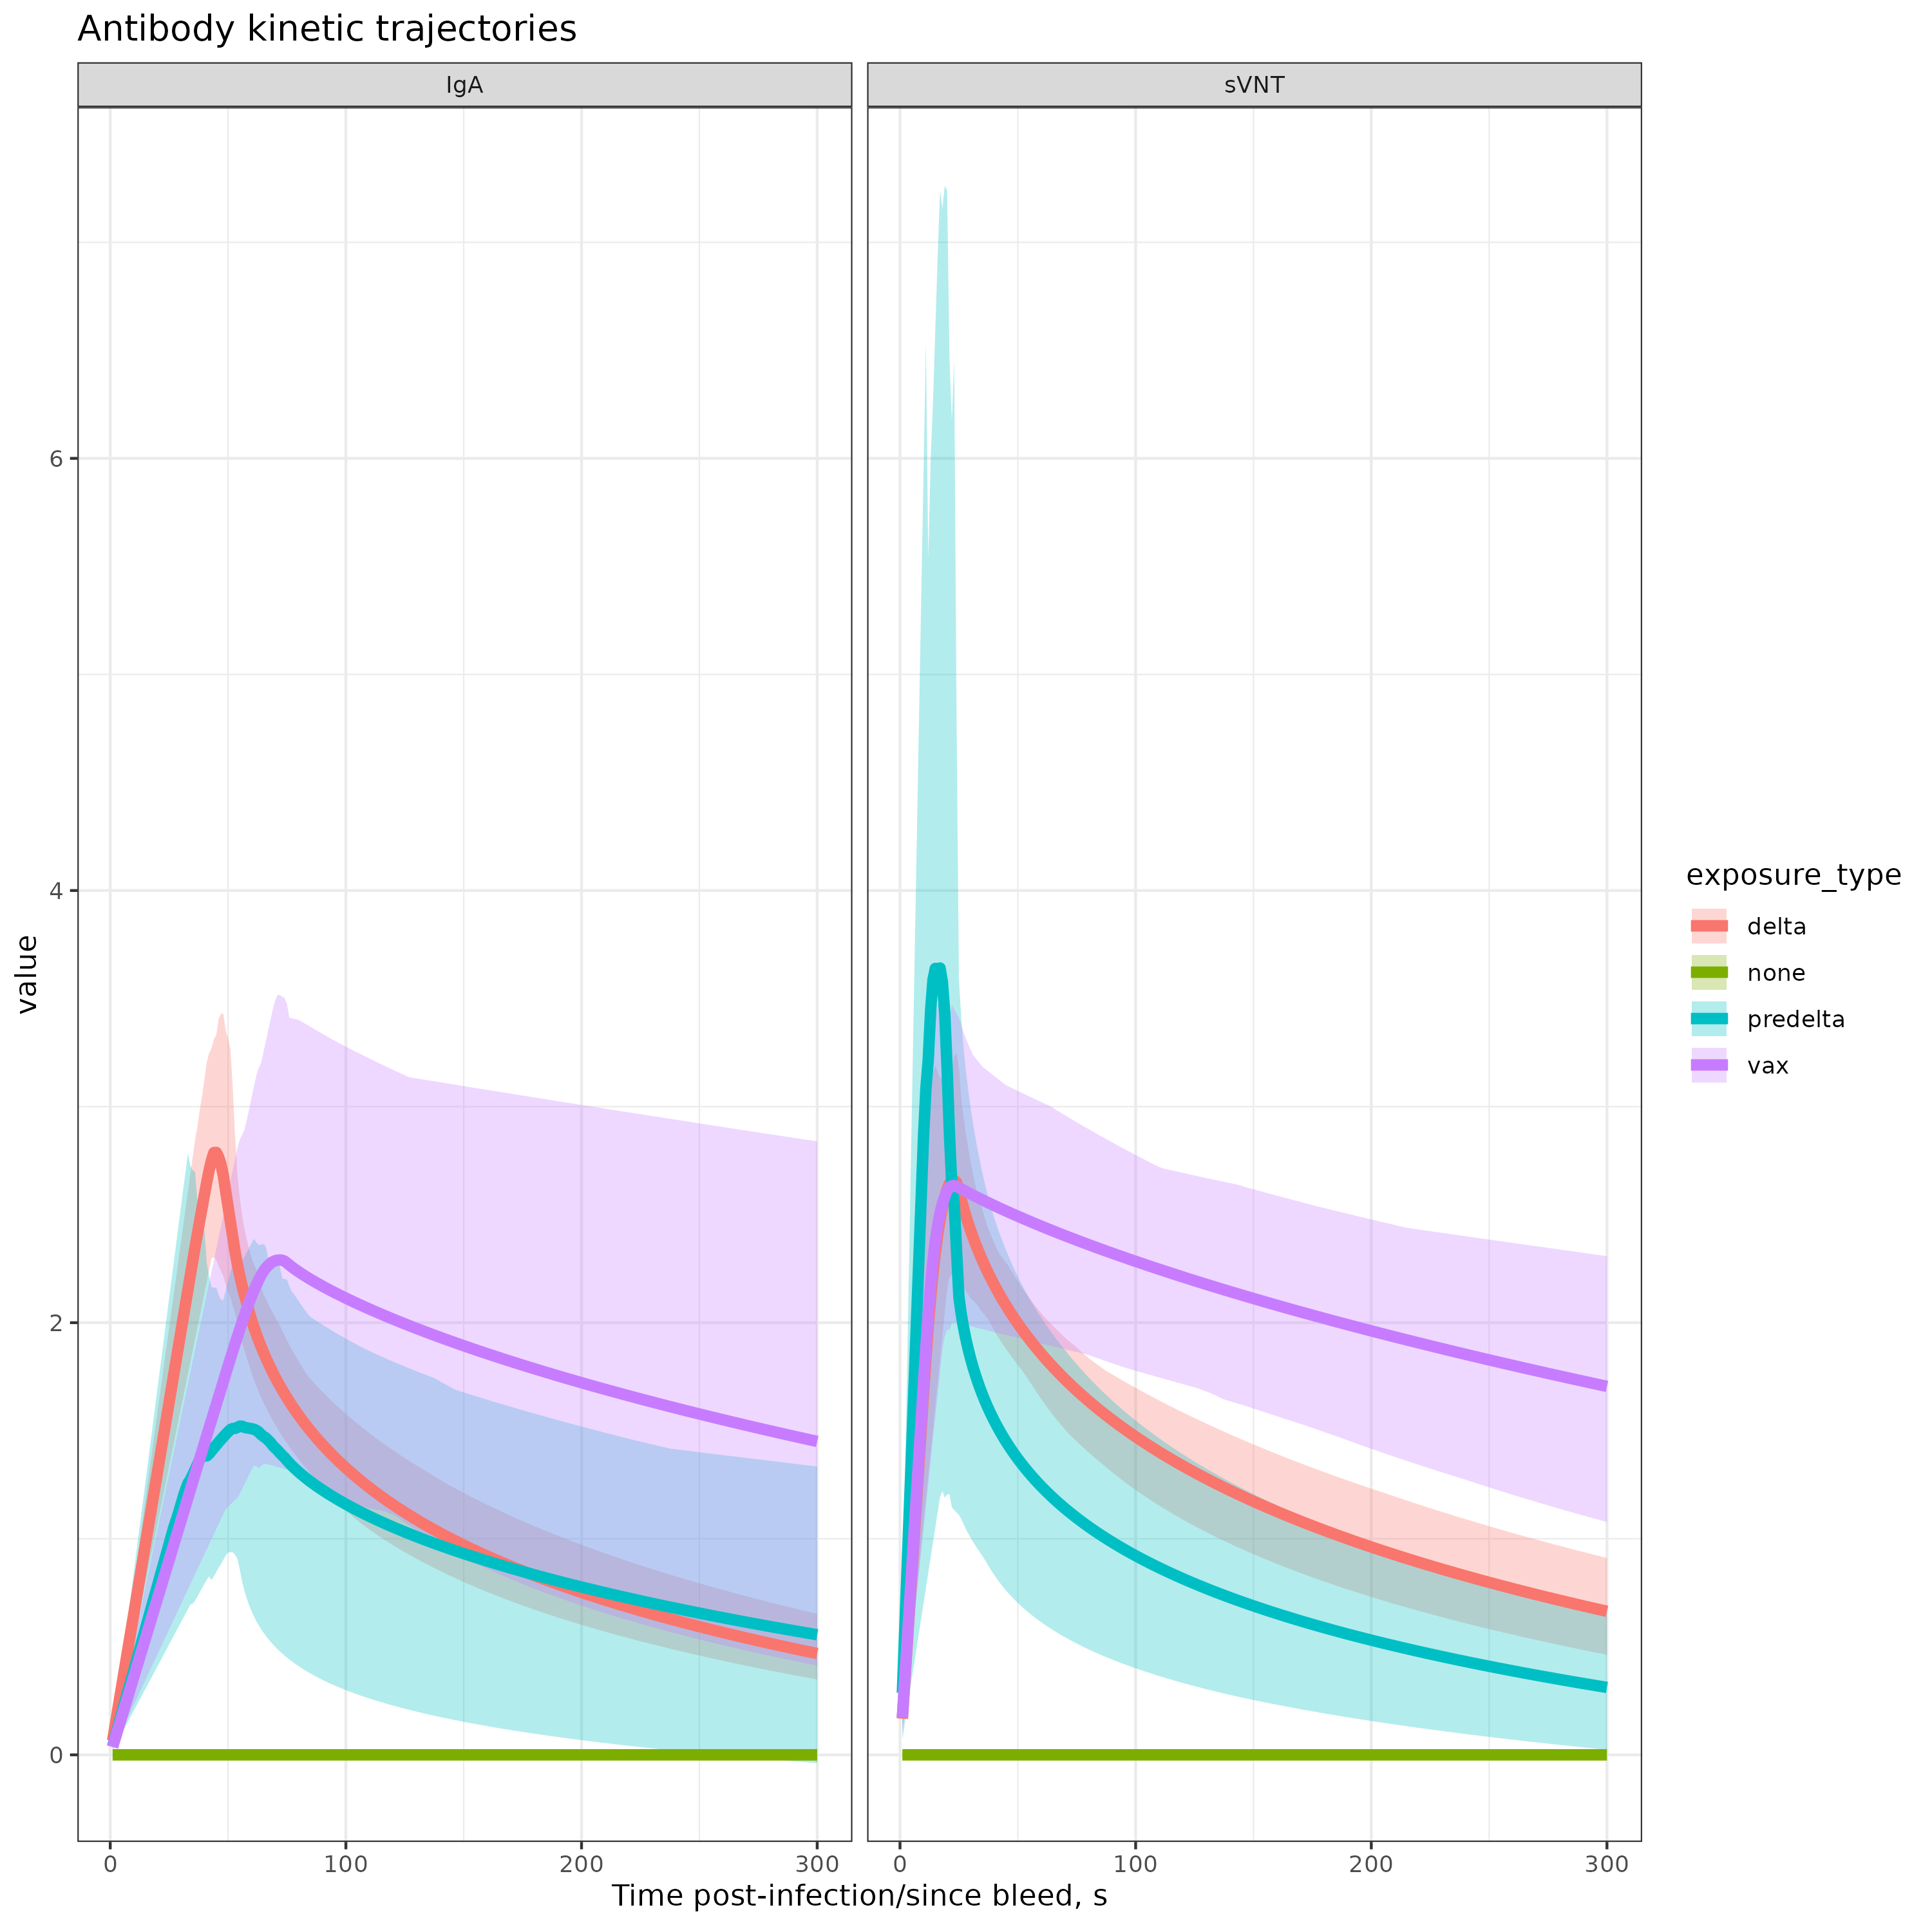 Antibody kinetic trajectories
IgA
sVNT
value
6
4
2
0
0
100
200
300
0
100
200
300
Time post-infection/since bleed, s
exposure_type
delta
none
predelta
vax